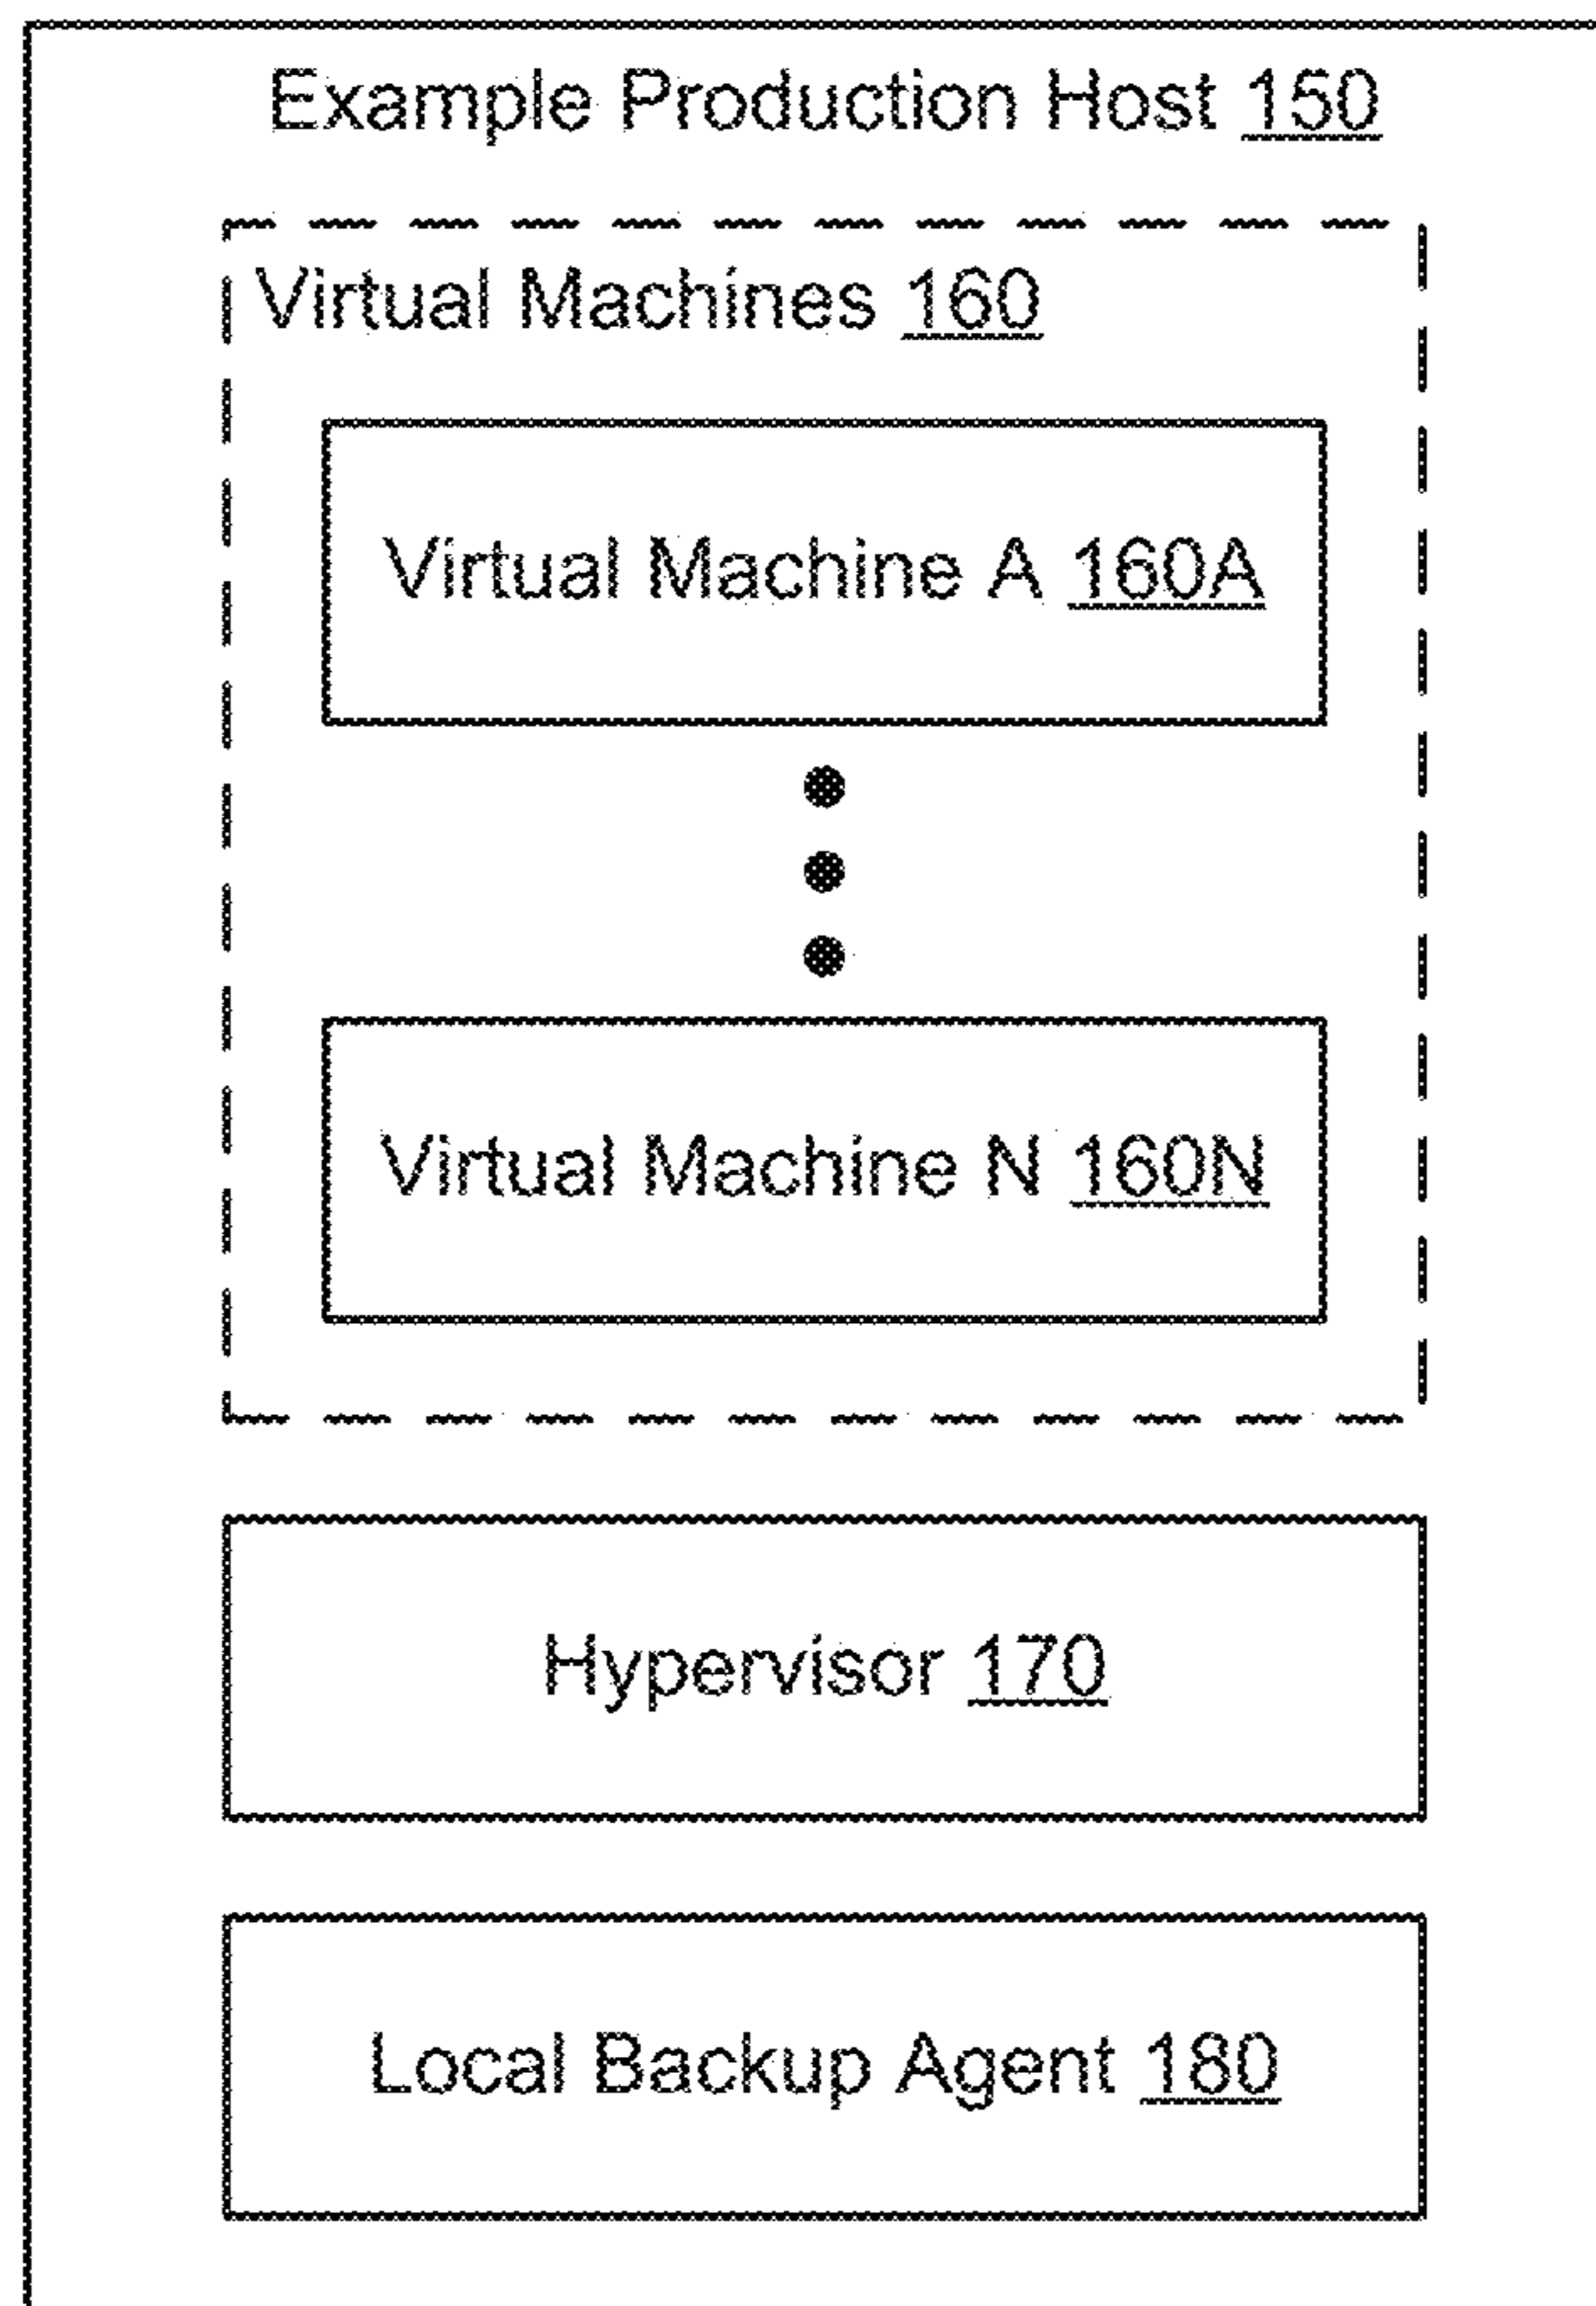 Example Production Host 150
Virtual Machines 160
Virtual Machine A 160A
Virtual Machine N 160N
Hypervisor 170
Local Backup Agent 180